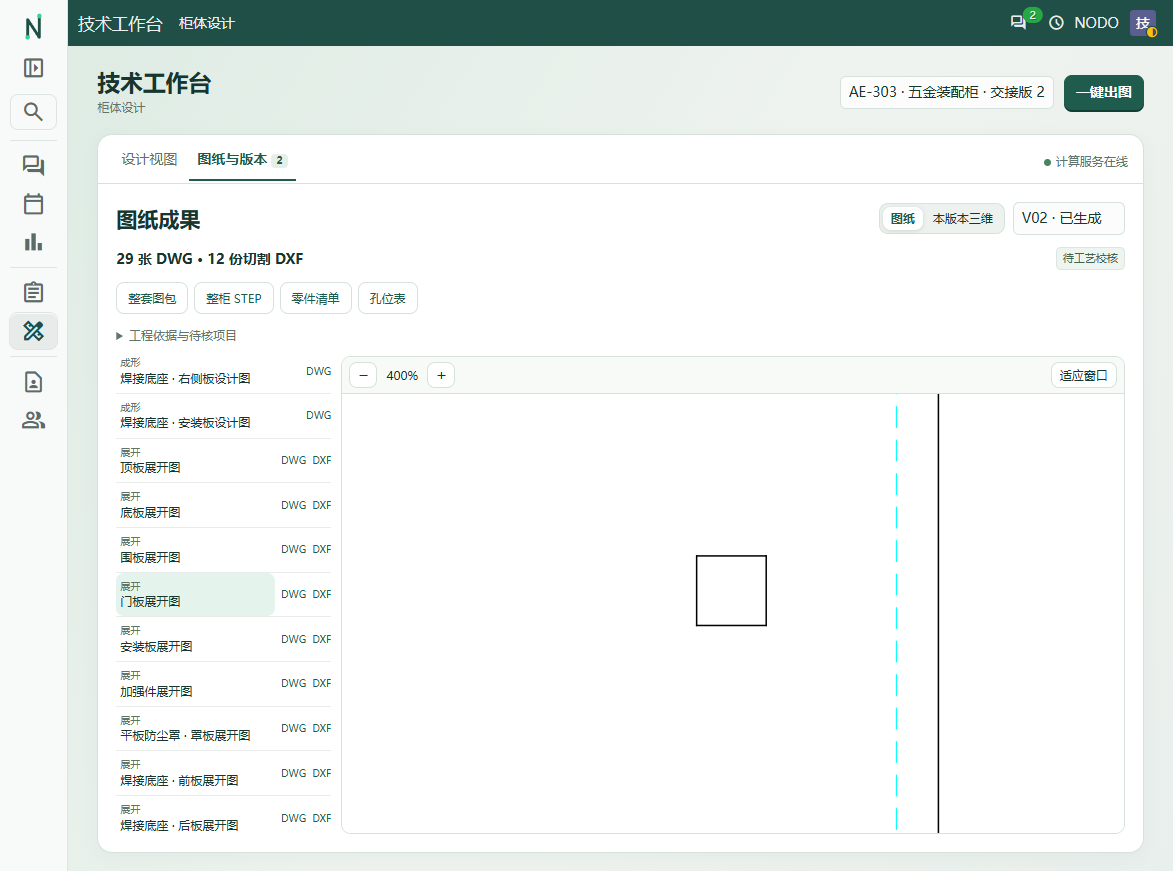 技术工作台 柜体设计 2 NODO 技
技术工作台
柜体设计
AE-303 · 五金装配柜 · 交接版 2
一键出图
设计视图 图纸与版本 2
计算服务在线
图纸成果
图纸 本版本三维 V02 · 已生成
29 张 DWG • 12 份切割 DXF
待工艺校核
整套图包 整柜 STEP 零件清单 孔位表
工程依据与待核项目
成形
焊接底座 · 右侧板设计图 DWG
成形
焊接底座 · 安装板设计图 DWG
展开
顶板展开图 DWG DXF
展开
底板展开图 DWG DXF
展开
围板展开图 DWG DXF
展开
门板展开图 DWG DXF
展开
安装板展开图 DWG DXF
展开
加强件展开图 DWG DXF
展开
平板防尘罩 · 罩板展开图 DWG DXF
展开
焊接底座 · 前板展开图 DWG DXF
展开
焊接底座 · 后板展开图 DWG DXF
− 400% +
适应窗口